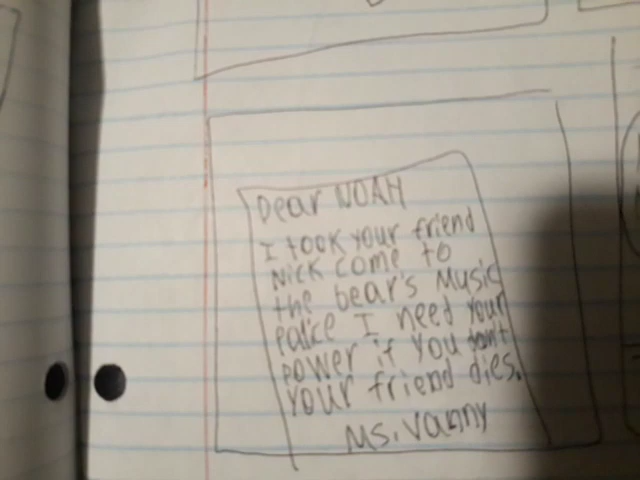 Dear NOAH
I took your friend
Nick come to
the bear's Music
palice I need your
power if you don't
your friend dies.
Ms. Vanny